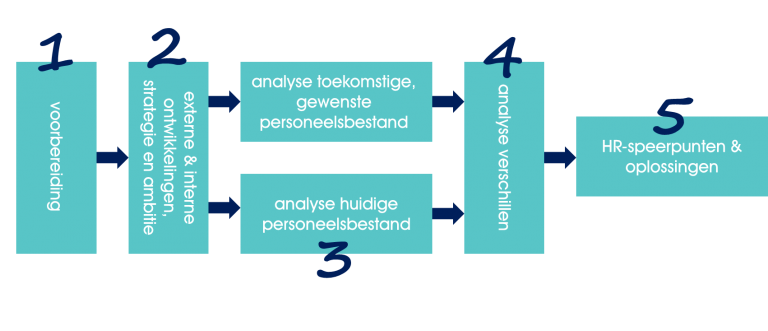 1
voorbereiding
2
externe & interne
ontwikkelingen,
strategie en ambitie
analyse toekomstige,
gewenste
personeelsbestand
analyse huidige
personeelsbestand
3
4
analyse verschillen
5
HR-speerpunten &
oplossingen